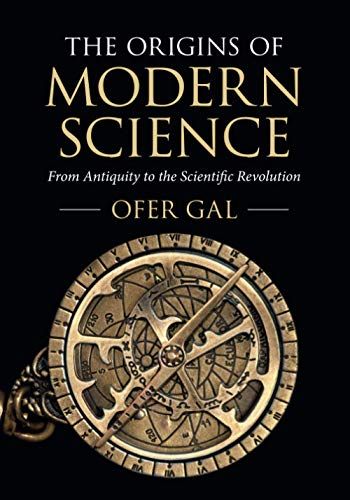 THE ORIGINS OF
MODERN
SCIENCE
From Antiquity to the Scientific Revolution
OFER GAL